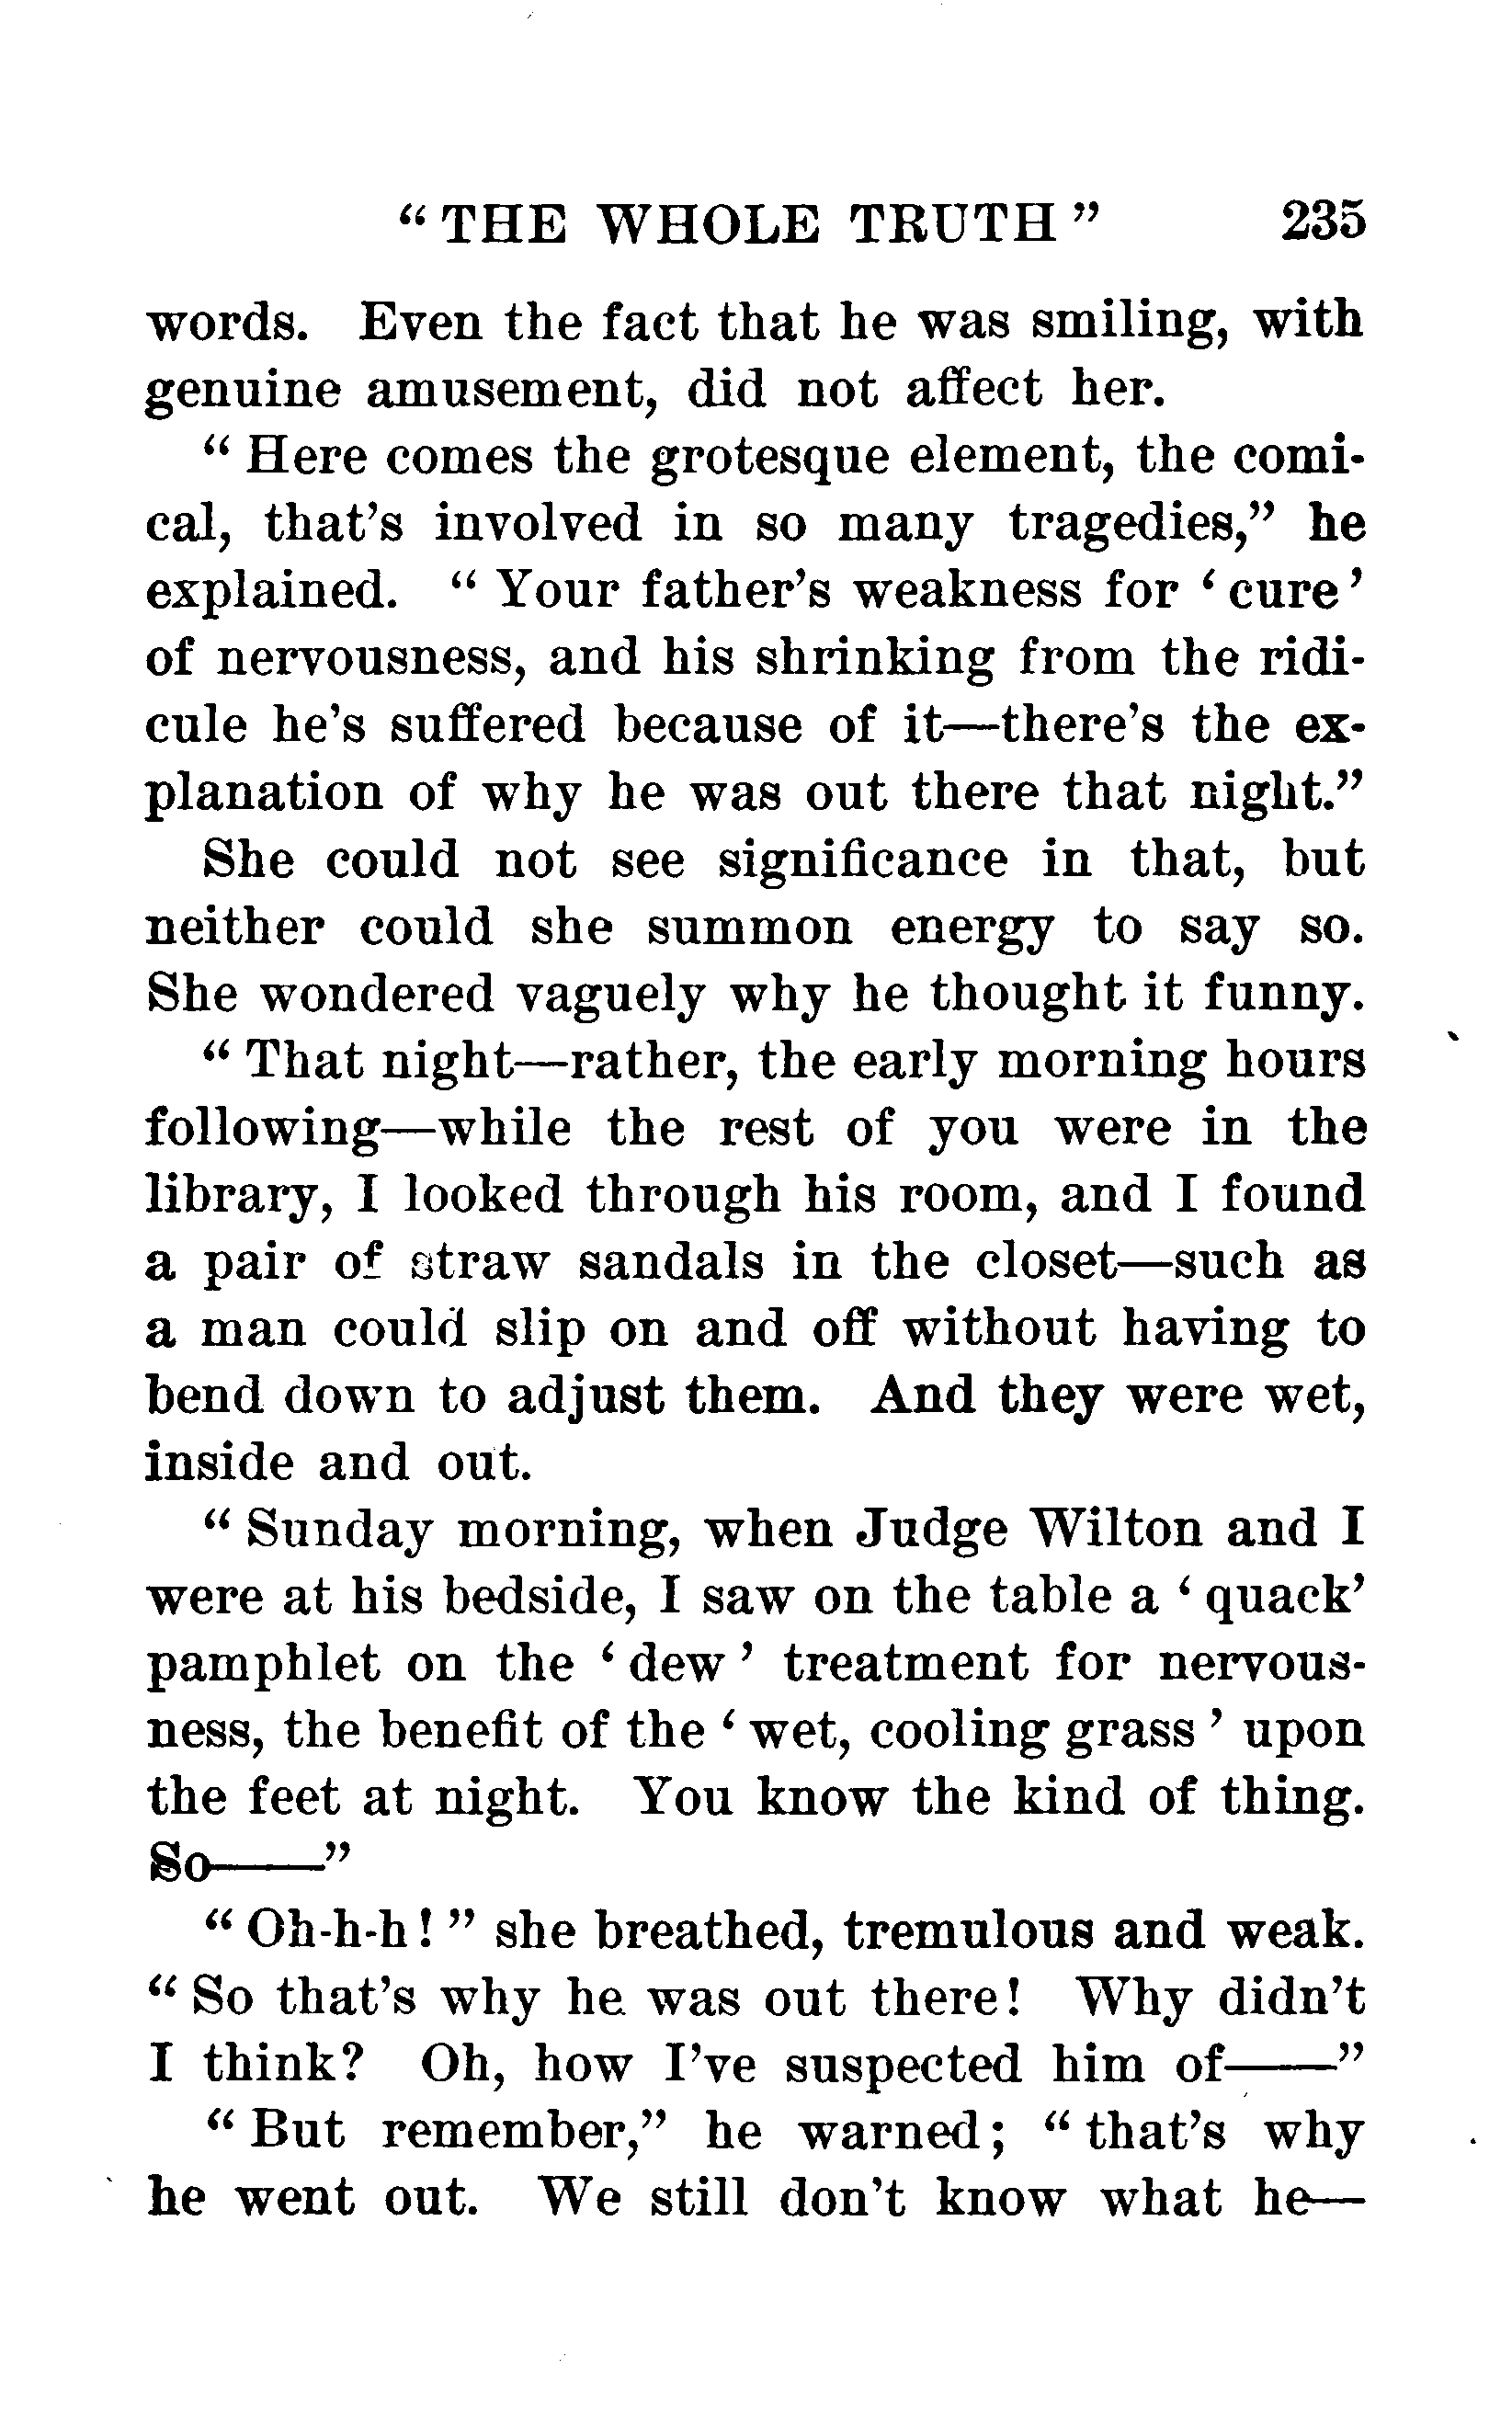 “ THE WHOLE TRUTH ” 235
words. Even the fact that he was smiling, with
genuine amusement, did not affect her.
“ Here comes the grotesque element, the comi-
cal, that’s involved in so many tragedies,” he
explained. “ Your father’s weakness for ‘ cure ’
of nervousness, and his shrinking from the ridi-
cule he’s suffered because of it—there’s the ex-
planation of why he was out there that night.”
She could not see significance in that, but
neither could she summon energy to say so.
She wondered vaguely why he thought it funny.
“ That night—rather, the early morning hours
following—while the rest of you were in the
library, I looked through his room, and I found
a pair of straw sandals in the closet—such as
a man could slip on and off without having to
bend down to adjust them. And they were wet,
inside and out.
“ Sunday morning, when Judge Wilton and I
were at his bedside, I saw on the table a ‘ quack’
pamphlet on the ‘ dew ’ treatment for nervous-
ness, the benefit of the ‘ wet, cooling grass ’ upon
the feet at night. You know the kind of thing.
So——”
“ Oh-h-h! ” she breathed, tremulous and weak.
“ So that’s why he was out there! Why didn’t
I think? Oh, how I’ve suspected him of——”
“ But remember,” he warned; “ that’s why
he went out. We still don’t know what he—